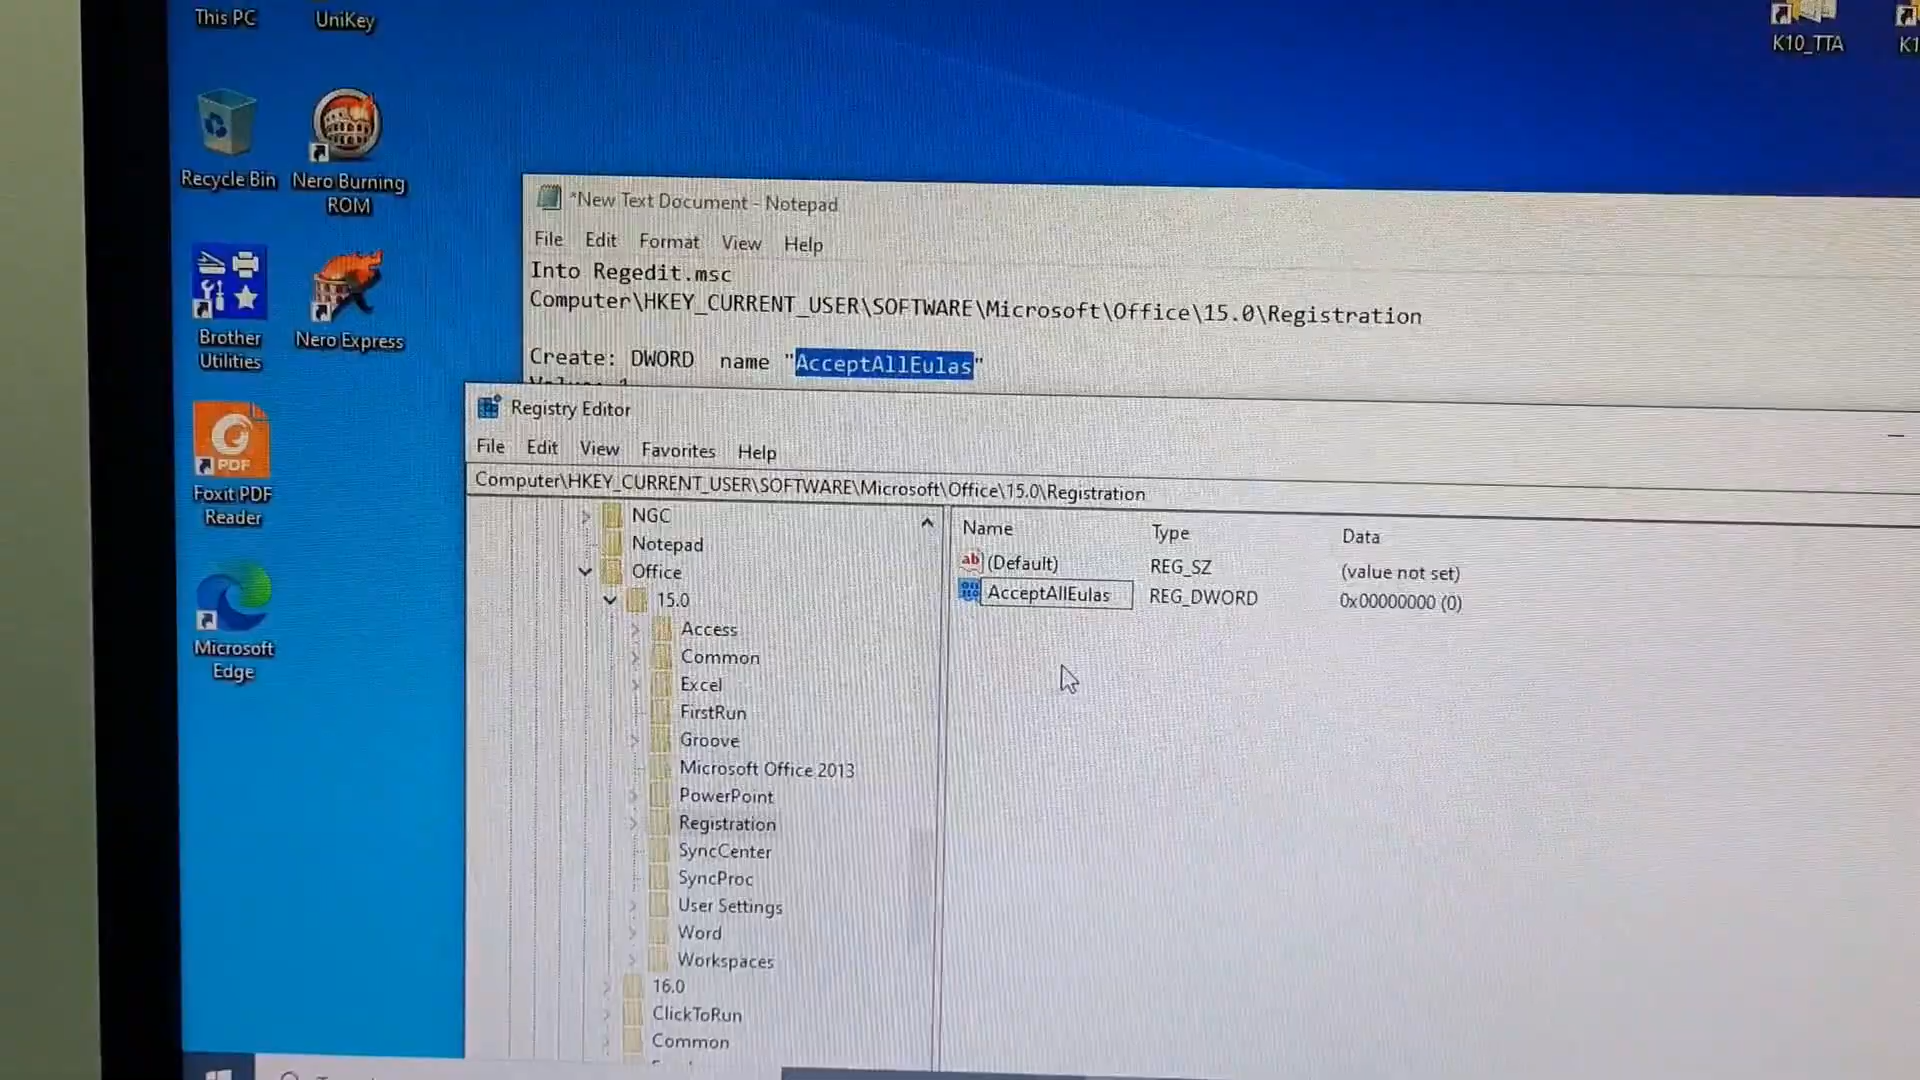 This PC
UniKey
K10_TTA
K1
Recycle Bin
Nero Burning
ROM
Brother
Utilities
Nero Express
PDF
Foxit PDF
Reader
Microsoft
Edge
*New Text Document - Notepad
File Edit Format View Help
Into Regedit.msc
Computer\HKEY_CURRENT_USER\SOFTWARE\Microsoft\Office\15.0\Registration
Create: DWORD name "AcceptAllEulas"
Registry Editor
File Edit View Favorites Help
Computer\HKEY_CURRENT_USER\SOFTWARE\Microsoft\Office\15.0\Registration
NGC
Notepad
Office
15.0
Access
Common
Excel
FirstRun
Groove
Microsoft Office 2013
PowerPoint
Registration
SyncCenter
SyncProc
User Settings
Word
Workspaces
16.0
ClickToRun
Common
Name Type Data
ab (Default) REG_SZ (value not set)
AcceptAllEulas REG_DWORD 0x00000000 (0)